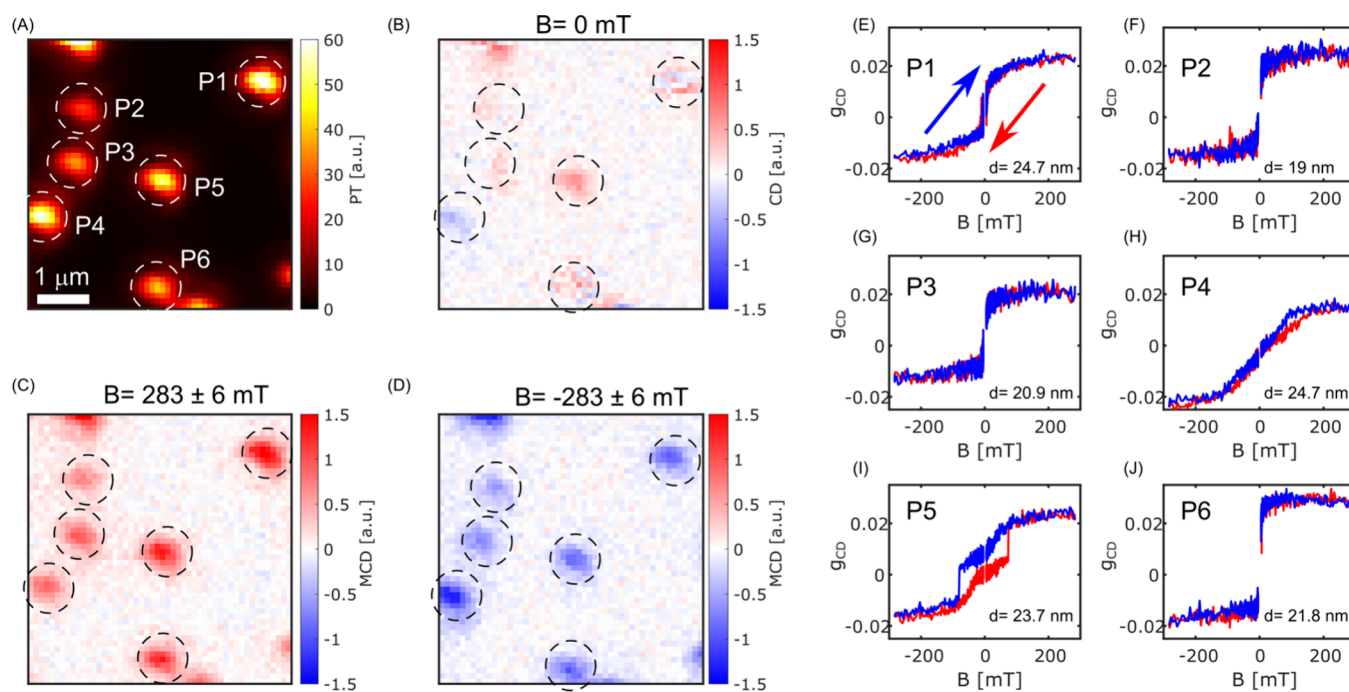 (A)
P1
P2
P3
P4
P5
P6
1 μm
60
50
40
30
20
10
0
PT [a.u.]
(B)
B= 0 mT
1.5
1
0.5
0
-0.5
-1
-1.5
CD [a.u.]
(C)
B= 283 ± 6 mT
1.5
1
0.5
0
-0.5
-1
-1.5
MCD [a.u.]
(D)
B= -283 ± 6 mT
1.5
1
0.5
0
-0.5
-1
-1.5
MCD [a.u.]
(E)
P1
0.02
0
-0.02
gCD
d= 24.7 nm
-200 0 200
B [mT]
(F)
P2
0.02
0
-0.02
gCD
d= 19 nm
-200 0 200
B [mT]
(G)
P3
0.02
0
-0.02
gCD
d= 20.9 nm
-200 0 200
B [mT]
(H)
P4
0.02
0
-0.02
gCD
d= 24.7 nm
-200 0 200
B [mT]
(I)
P5
0.02
0
-0.02
gCD
d= 23.7 nm
-200 0 200
B [mT]
(J)
P6
0.02
0
-0.02
gCD
d= 21.8 nm
-200 0 200
B [mT]